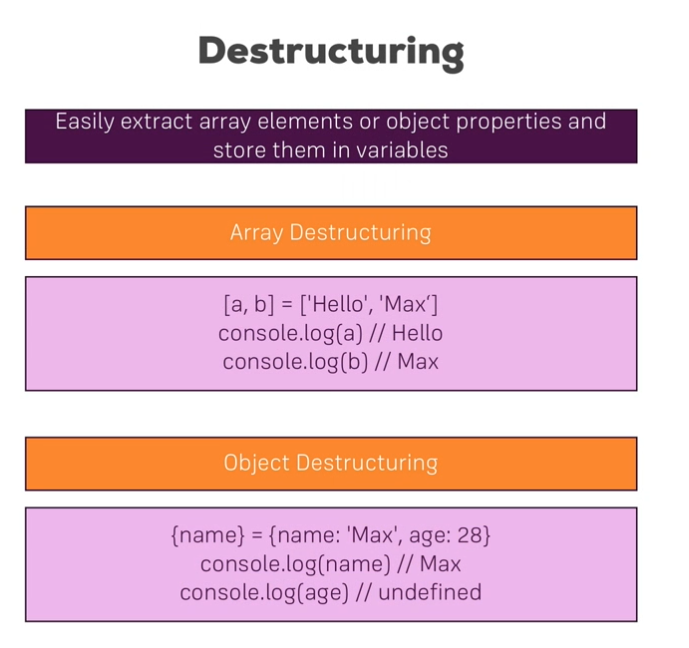 Destructuring
Easily extract array elements or object properties and
store them in variables
Array Destructuring
[a, b] = ['Hello', 'Max‘]
console.log(a) // Hello
console.log(b) // Max
Object Destructuring
{name} = {name: 'Max', age: 28}
console.log(name) // Max
console.log(age) // undefined